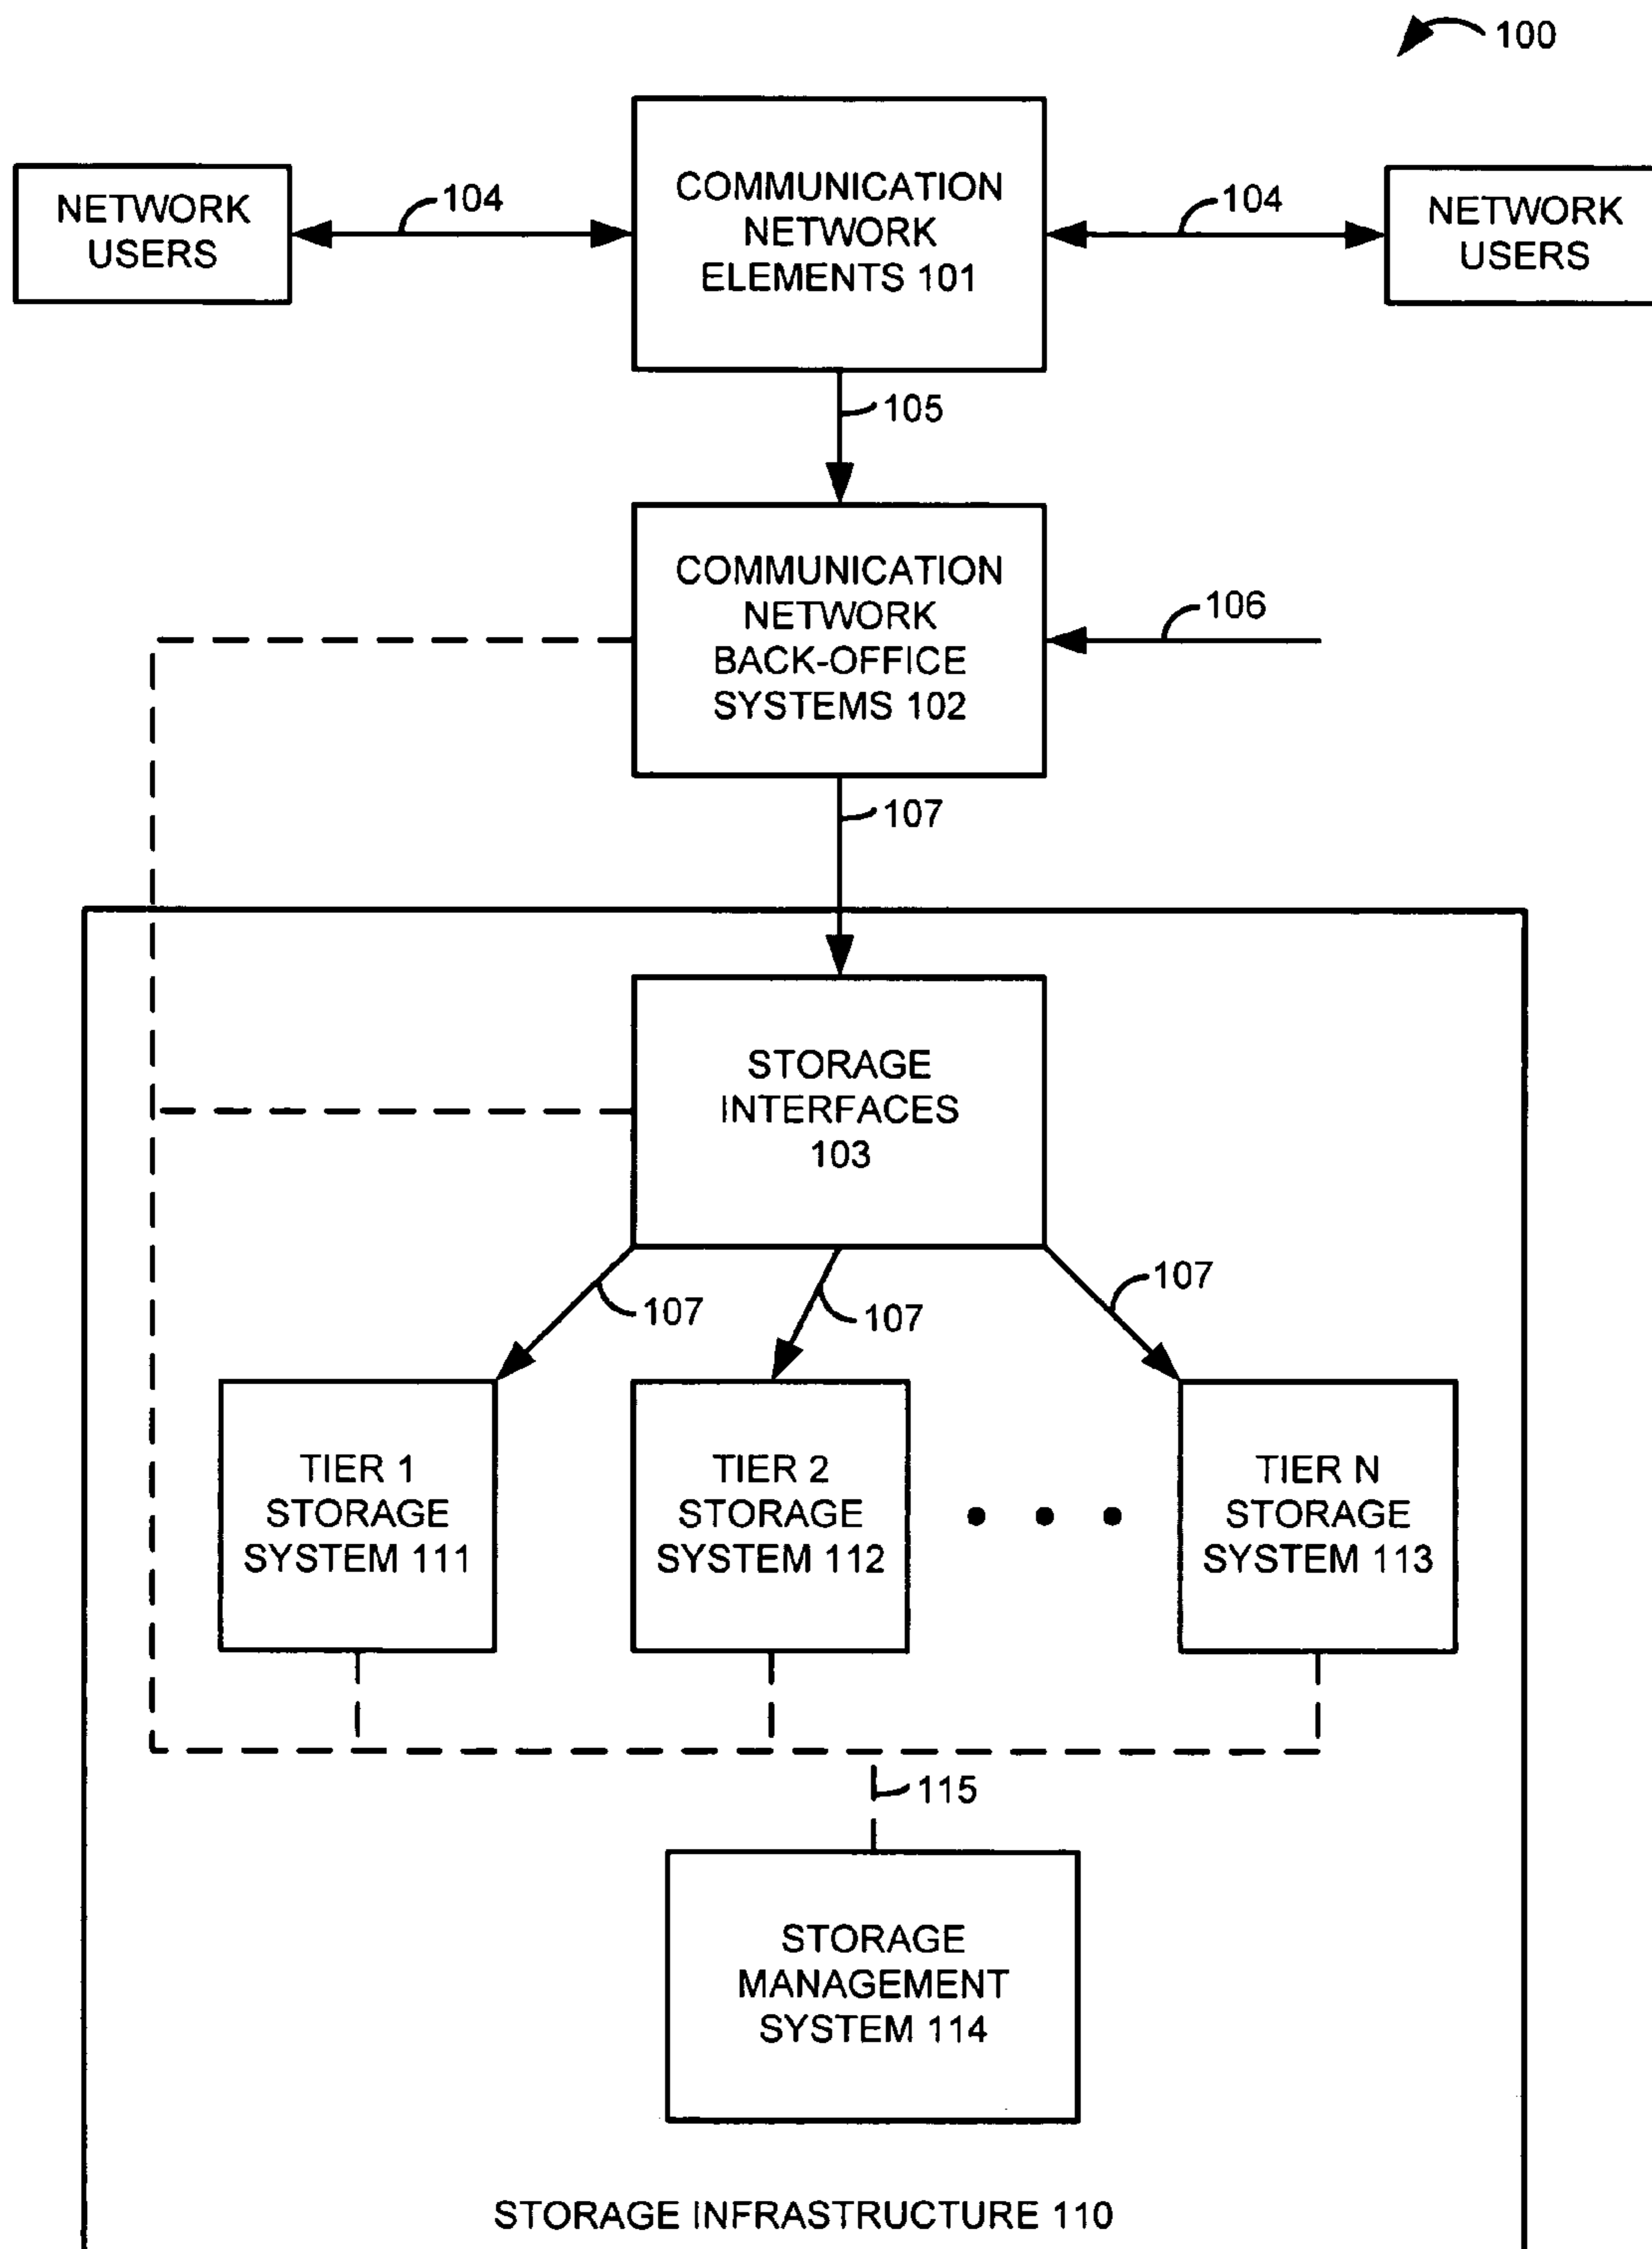 100
NETWORK
USERS
104
COMMUNICATION
NETWORK
ELEMENTS 101
104
NETWORK
USERS
105
COMMUNICATION
NETWORK
BACK-OFFICE
SYSTEMS 102
106
107
STORAGE
INTERFACES
103
107
107
107
TIER 1
STORAGE
SYSTEM 111
TIER 2
STORAGE
SYSTEM 112
TIER N
STORAGE
SYSTEM 113
115
STORAGE
MANAGEMENT
SYSTEM 114
STORAGE INFRASTRUCTURE 110